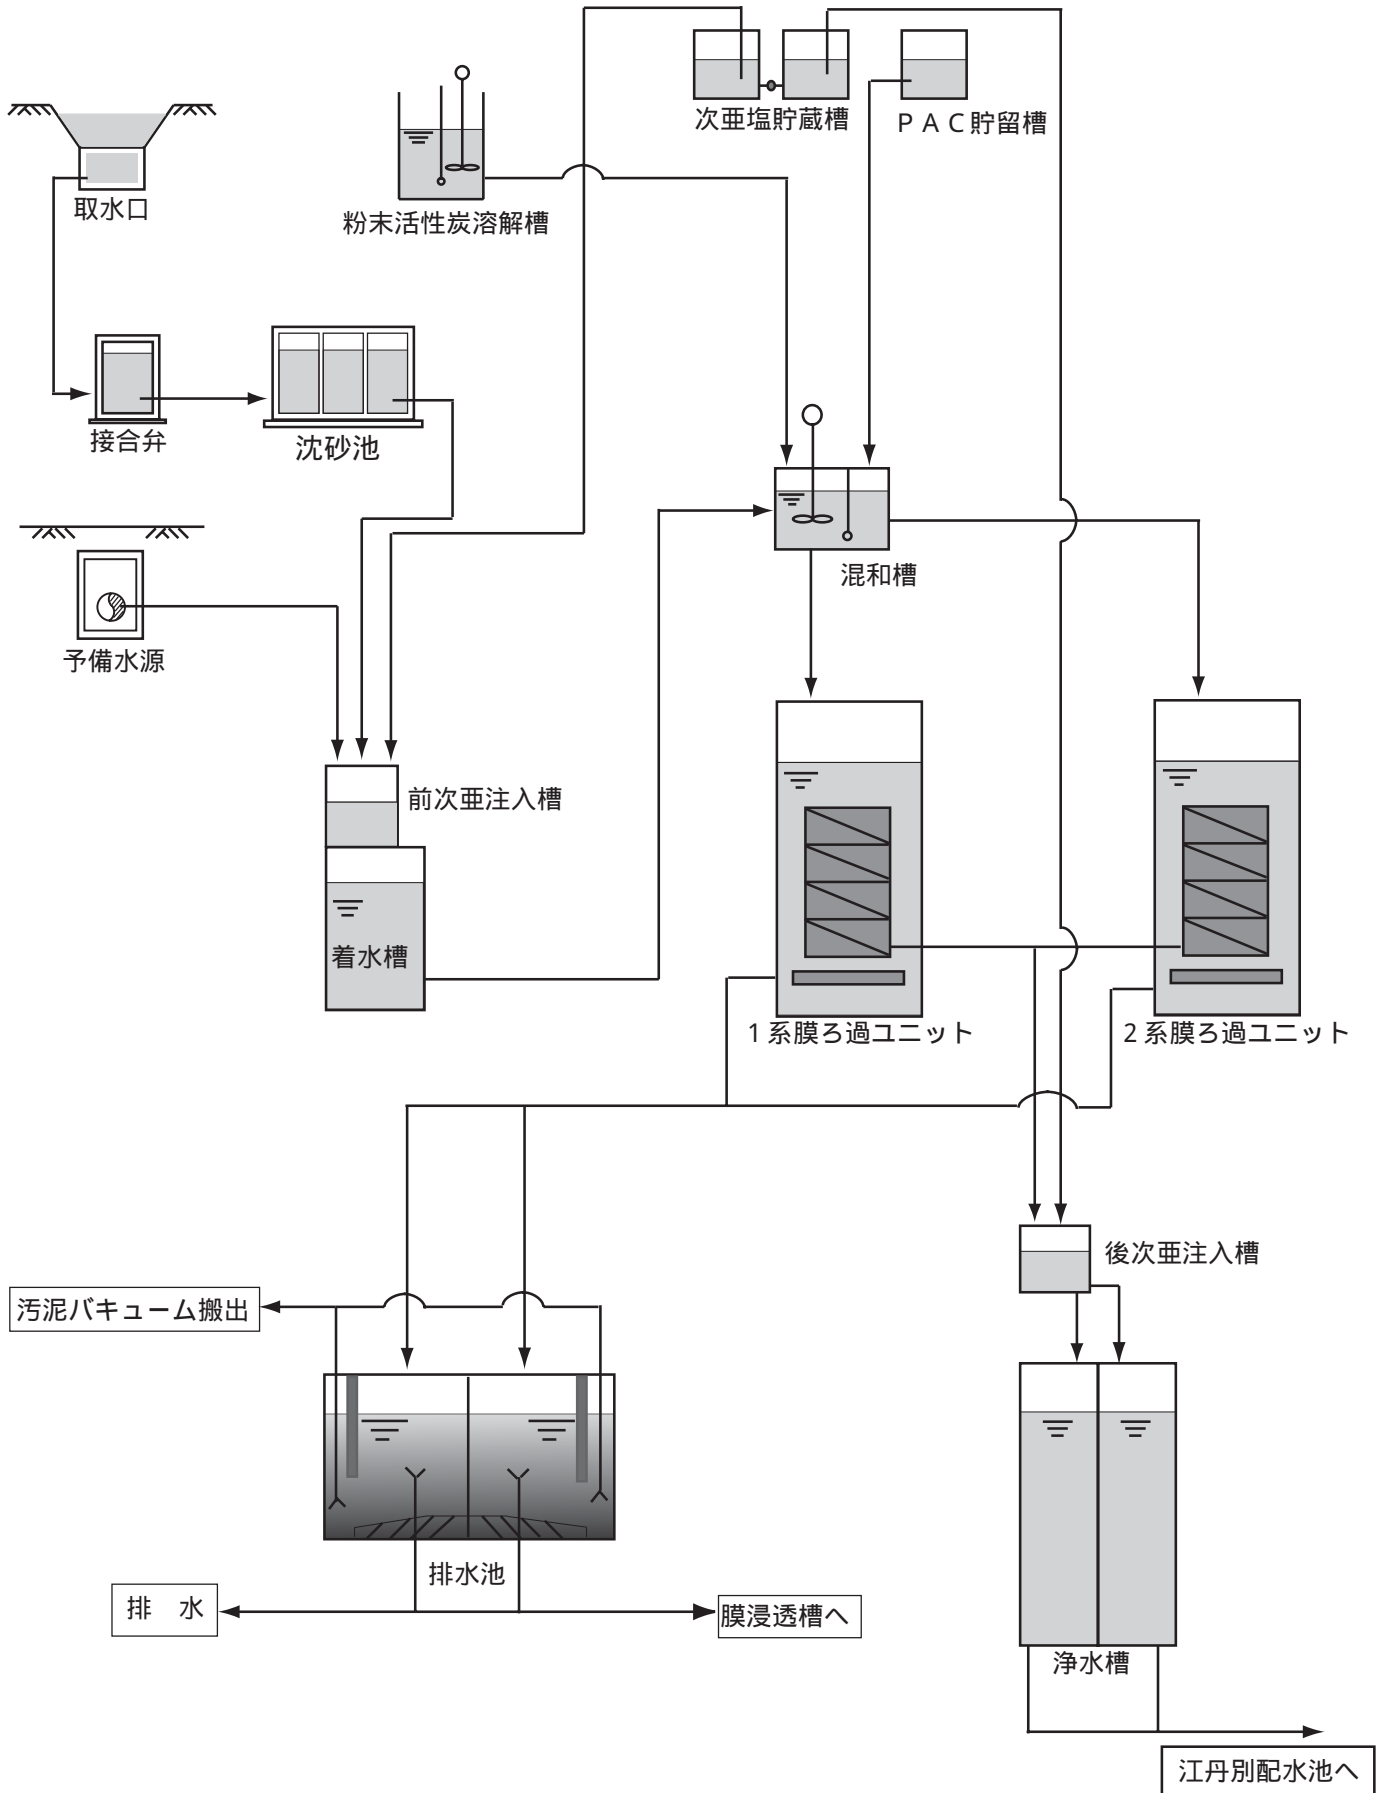 次亜塩貯蔵槽
ＰＡＣ貯留槽
取水口
粉末活性炭溶解槽
接合弁
沈砂池
混和槽
予備水源
前次亜注入槽
着水槽
1系膜ろ過ユニット
2系膜ろ過ユニット
後次亜注入槽
汚泥バキューム搬出
排水池
排　水
膜浸透槽へ
浄水槽
江丹別配水池へ